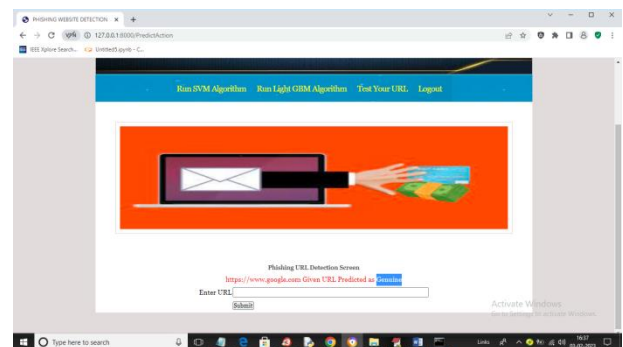 PHISHING WEBSITE DETECTION
127.0.0.1:8000/PredictAction
IEEE Xplore Search... Untitled5.ipynb - C...
Run SVM Algorithm Run Light GBM Algorithm Test Your URL Logout
Phishing URL Detection Screen
https://www.google.com Given URL Predicted as Genuine
Enter URL
Submit
Activate Windows
Go to Settings to activate Windows.
Type here to search
Links
16:37